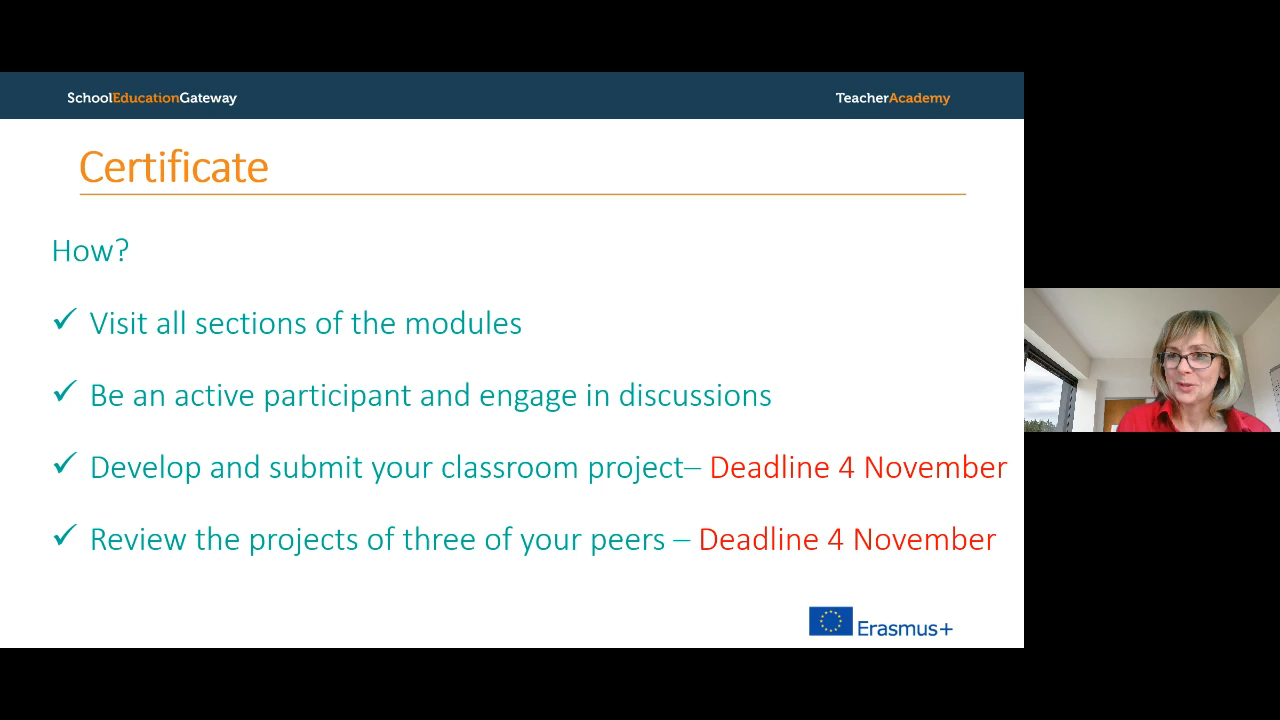 SchoolEducationGateway
TeacherAcademy
Certificate
How?
✓ Visit all sections of the modules
✓ Be an active participant and engage in discussions
✓ Develop and submit your classroom project– Deadline 4 November
✓ Review the projects of three of your peers – Deadline 4 November
Erasmus+